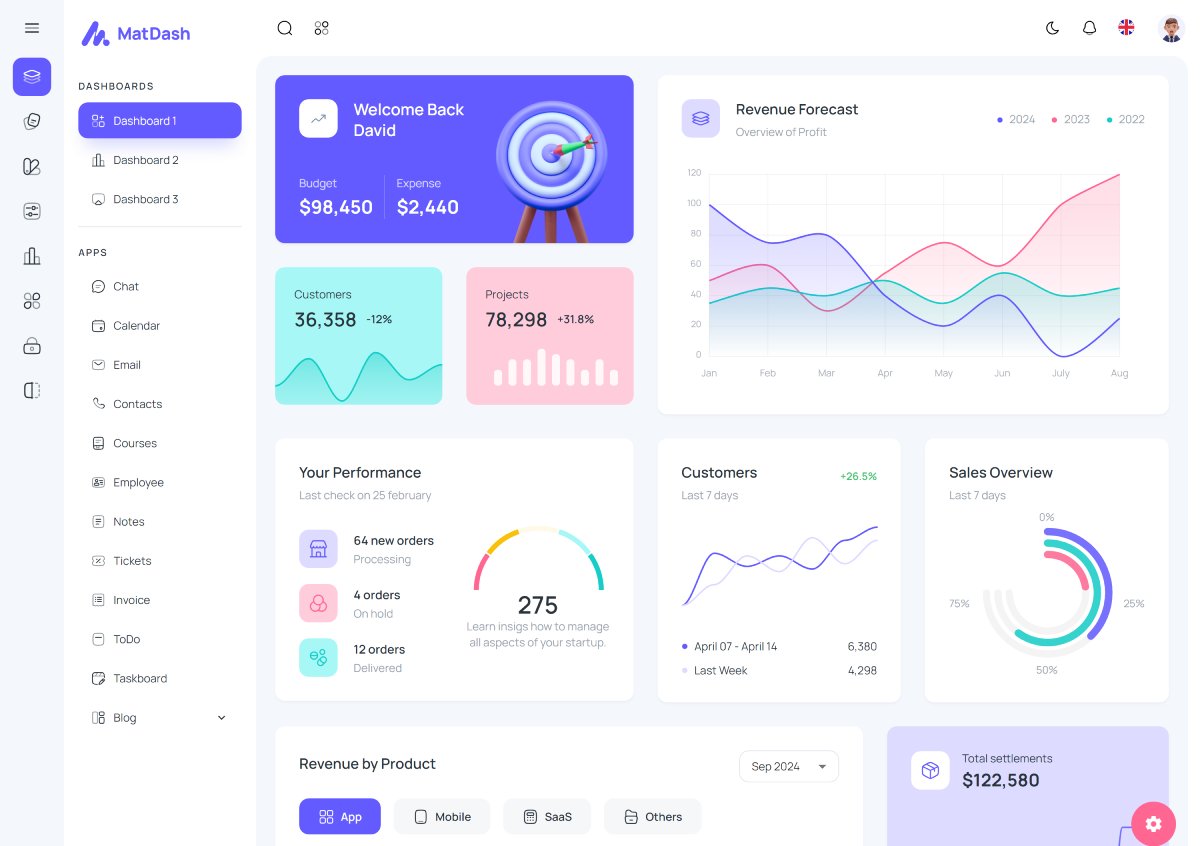 MatDash
DASHBOARDS
Dashboard 1
Dashboard 2
Dashboard 3
APPS
Chat
Calendar
Email
Contacts
Courses
Employee
Notes
Tickets
Invoice
ToDo
Taskboard
Blog
Welcome Back
David
Budget
Expense
$98,450
$2,440
Customers
36,358 -12%
Projects
78,298 +31.8%
Revenue Forecast
Overview of Profit
2024
2023
2022
120
100
80
60
40
20
0
Jan Feb Mar Apr May Jun July Aug
Your Performance
Last check on 25 february
64 new orders
Processing
4 orders
On hold
12 orders
Delivered
275
Learn insigs how to manage
all aspects of your startup.
Customers
+26.5%
Last 7 days
April 07 - April 14 6,380
Last Week 4,298
Sales Overview
Last 7 days
0%
75%
25%
50%
Revenue by Product
Sep 2024
App
Mobile
SaaS
Others
Total settlements
$122,580